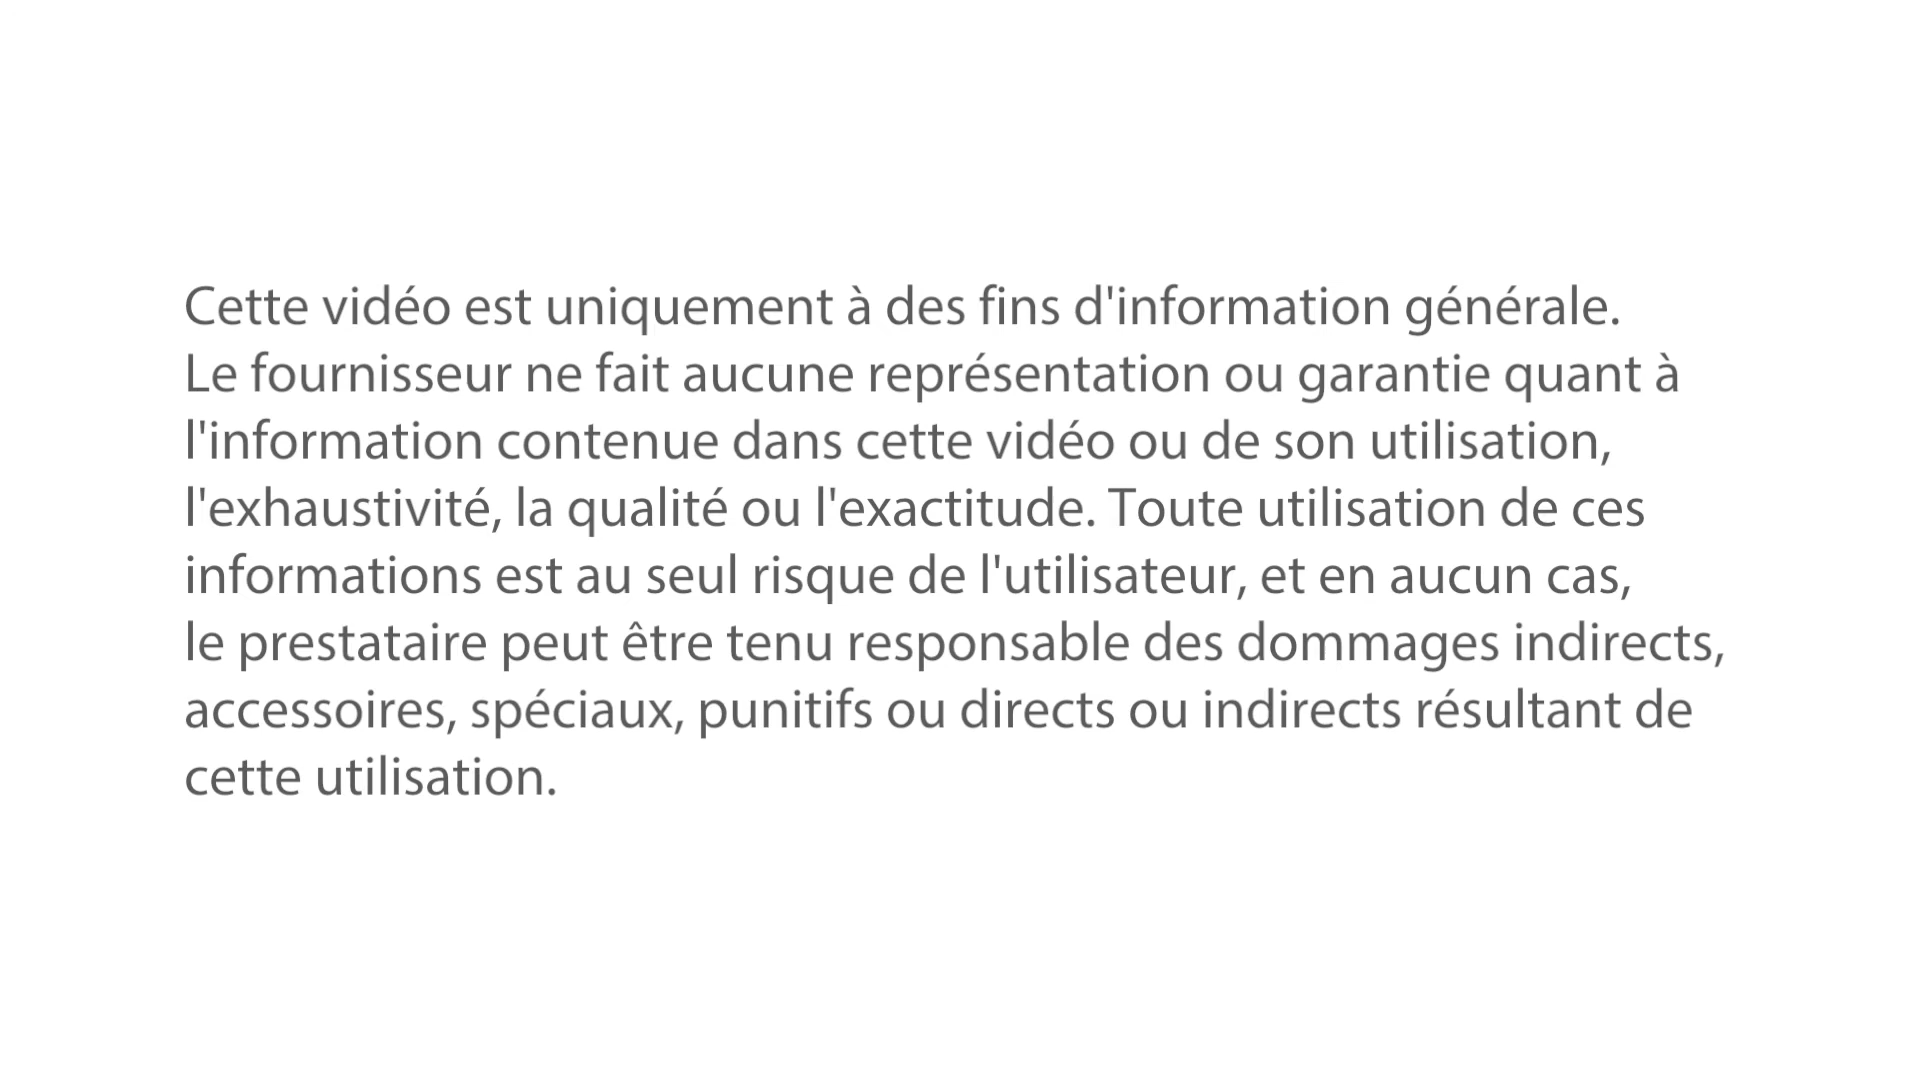 Cette vidéo est uniquement à des fins d'information générale.
Le fournisseur ne fait aucune représentation ou garantie quant à
l'information contenue dans cette vidéo ou de son utilisation,
l'exhaustivité, la qualité ou l'exactitude. Toute utilisation de ces
informations est au seul risque de l'utilisateur, et en aucun cas,
le prestataire peut être tenu responsable des dommages indirects,
accessoires, spéciaux, punitifs ou directs ou indirects résultant de
cette utilisation.